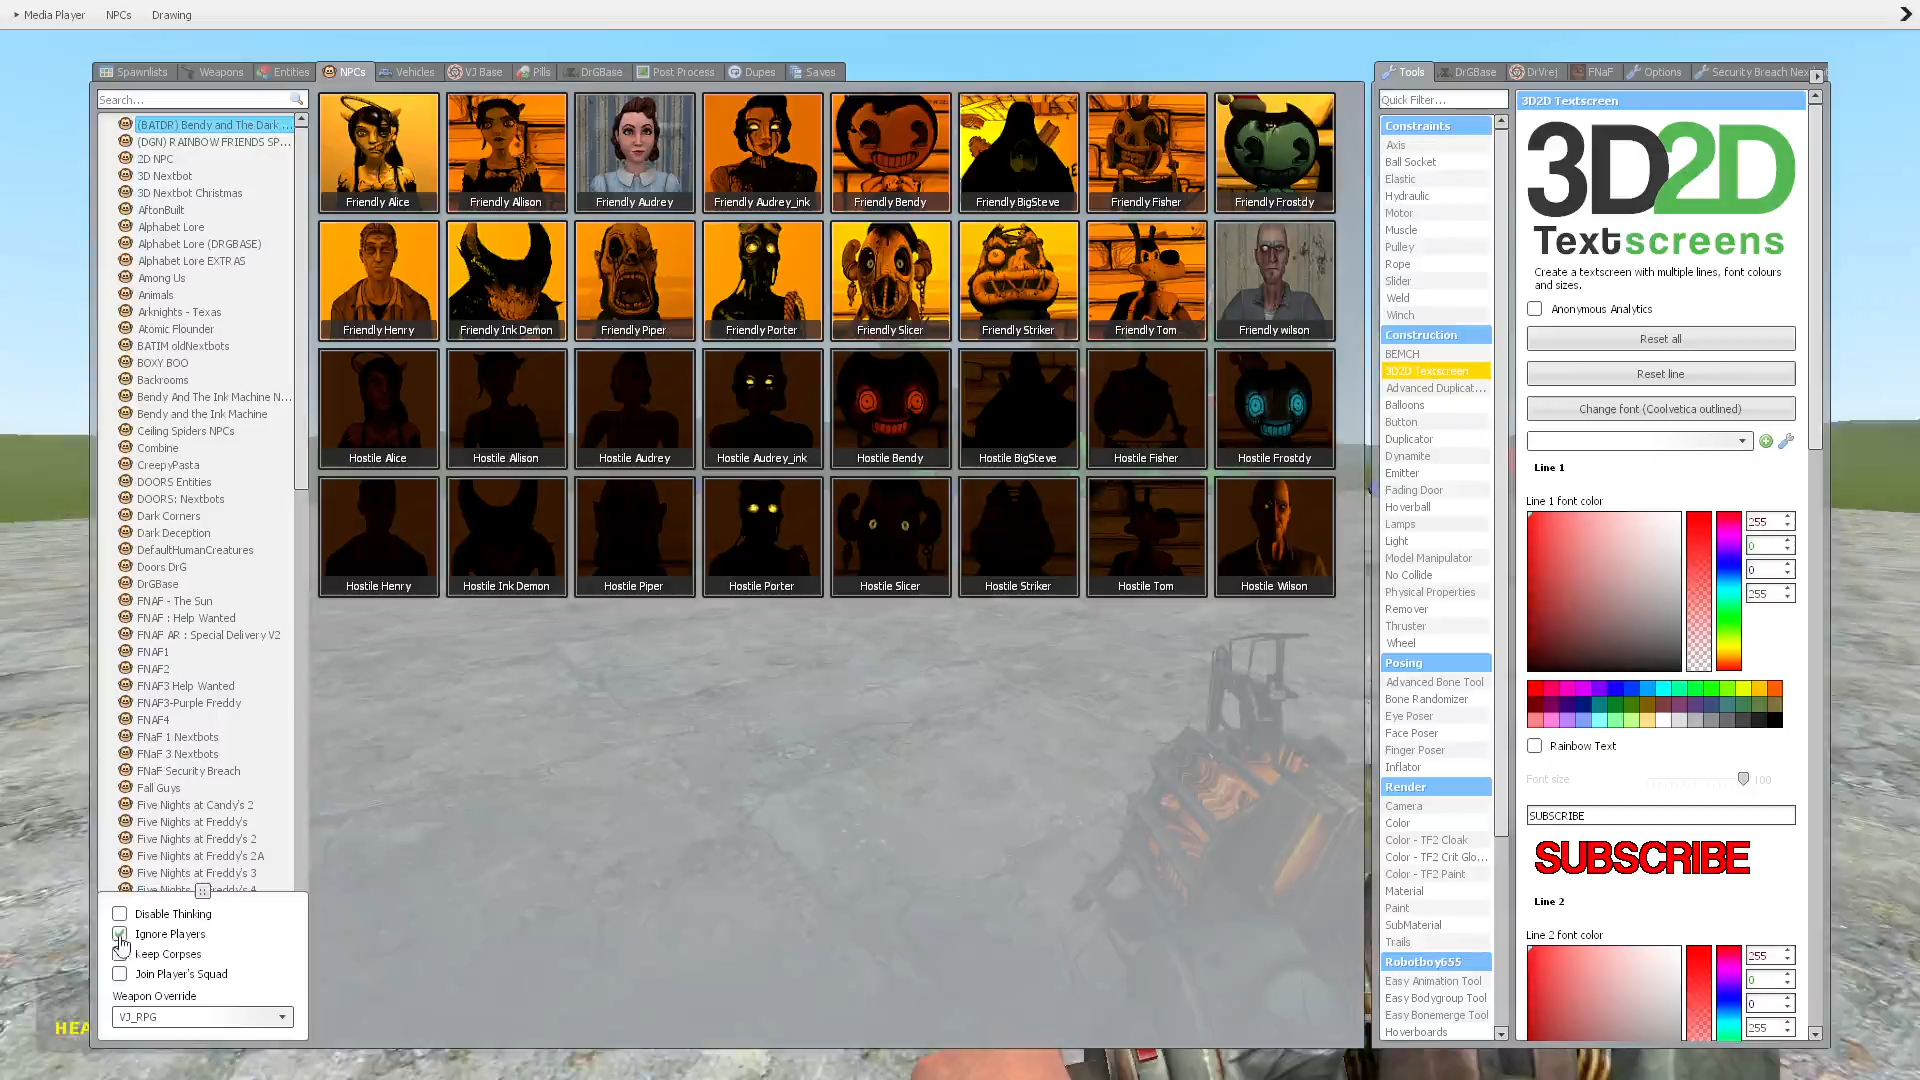 Media Player NPCs Drawing
Spawnlists Weapons Entities NPCs Vehicles VJ Base Pills DrGBase Post Process Dupes Saves
Search...
(BATDR) Bendy and The Dark ...
(DGN) RAINBOW FRIENDS SP...
2D NPC
3D Nextbot
3D Nextbot Christmas
AftonBuilt
Alphabet Lore
Alphabet Lore (DRGBASE)
Alphabet Lore EXTRAS
Among Us
Animals
Arknights - Texas
Atomic Flounder
BATIM oldNextbots
BOXY BOO
Backrooms
Bendy And The Ink Machine N...
Bendy and the Ink Machine
Ceiling Spiders NPCs
Combine
CreepyPasta
DOORS Entities
DOORS: Nextbots
Dark Corners
Dark Deception
DefaultHumanCreatures
Doors DrG
DrGBase
FNAF - The Sun
FNAF : Help Wanted
FNAF AR : Special Delivery V2
FNAF1
FNAF2
FNAF3 Help Wanted
FNAF3-Purple Freddy
FNAF4
FNaF 1 Nextbots
FNaF 3 Nextbots
FNaF Security Breach
Fall Guys
Five Nights at Candy's 2
Five Nights at Freddy's
Five Nights at Freddy's 2
Five Nights at Freddy's 2A
Five Nights at Freddy's 3
Disable Thinking
Ignore Players
Keep Corpses
Join Player's Squad
Weapon Override
VJ_RPG
HEA
Friendly Alice Friendly Allison Friendly Audrey Friendly Audrey_ink Friendly Bendy Friendly BigSteve Friendly Fisher Friendly Frostdy
Friendly Henry Friendly Ink Demon Friendly Piper Friendly Porter Friendly Slicer Friendly Striker Friendly Tom Friendly wilson
Hostile Alice Hostile Allison Hostile Audrey Hostile Audrey_ink Hostile Bendy Hostile BigSteve Hostile Fisher Hostile Frostdy
Hostile Henry Hostile Ink Demon Hostile Piper Hostile Porter Hostile Slicer Hostile Striker Hostile Tom Hostile Wilson
Tools DrGBase DrVrej FNaF Options Security Breach
Quick Filter...
Constraints
Axis
Ball Socket
Elastic
Hydraulic
Motor
Muscle
Pulley
Rope
Slider
Weld
Winch
Construction
BEMCH
3D2D Textscreen
Advanced Duplicat...
Balloons
Button
Duplicator
Dynamite
Emitter
Fading Door
Hoverball
Lamps
Light
Model Manipulator
No Collide
Physical Properties
Remover
Thruster
Wheel
Posing
Advanced Bone Tool
Bone Randomizer
Eye Poser
Face Poser
Finger Poser
Inflator
Render
Camera
Color
Color - TF2 Cloak
Color - TF2 Crit Glo...
Color - TF2 Paint
Material
Paint
SubMaterial
Trails
Robotboy655
Easy Animation Tool
Easy Bodygroup Tool
Easy Bonemerge Tool
Hoverboards
3D2D Textscreen
3D2D
Textscreens
Create a textscreen with multiple lines, font colours
and sizes.
Anonymous Analytics
Reset all
Reset line
Change font (Coolvetica outlined)
Line 1
Line 1 font color
255
0
0
255
Rainbow Text
Font size 100
SUBSCRIBE
SUBSCRIBE
Line 2
Line 2 font color
255
0
0
255